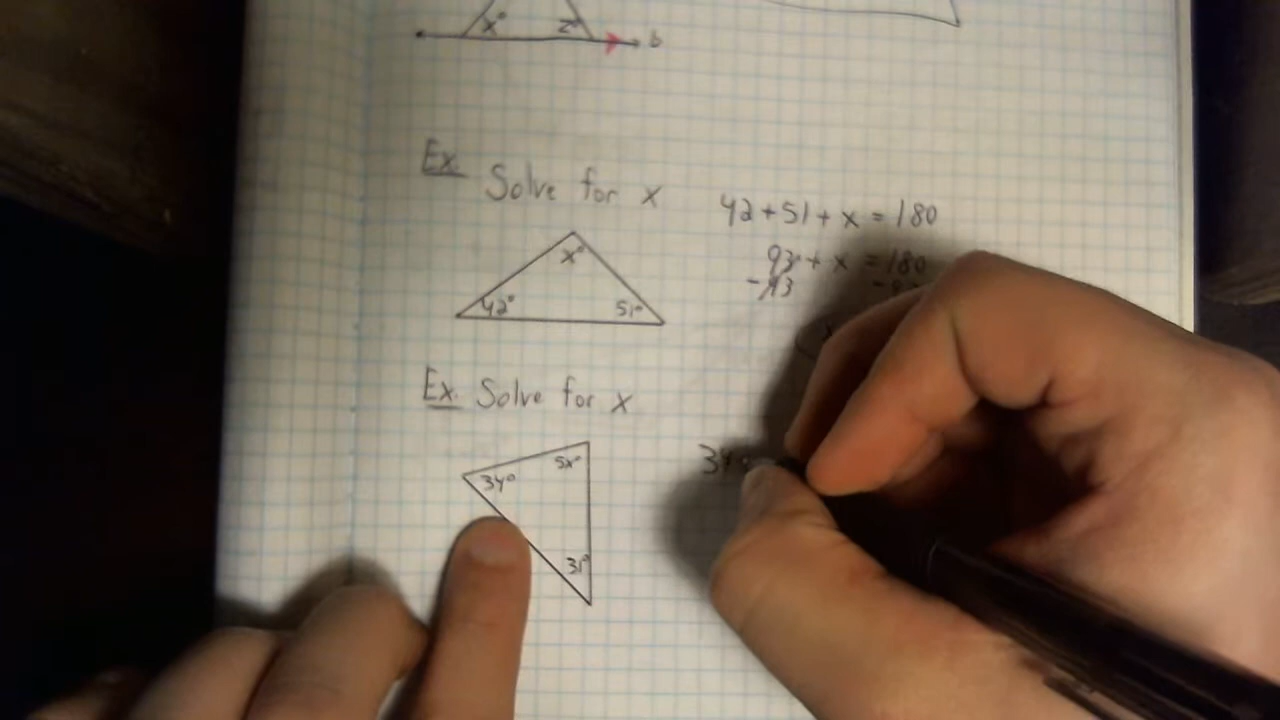 x° z° b
Ex. Solve for x
42+51+x=180
93+x=180
-93
x°
42° 51°
Ex. Solve for x
5x°
34°
31°